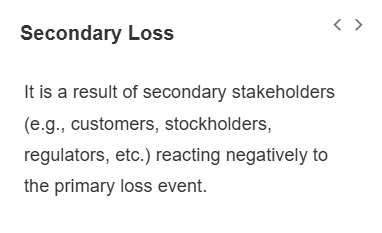 Secondary Loss
It is a result of secondary stakeholders
(e.g., customers, stockholders,
regulators, etc.) reacting negatively to
the primary loss event.